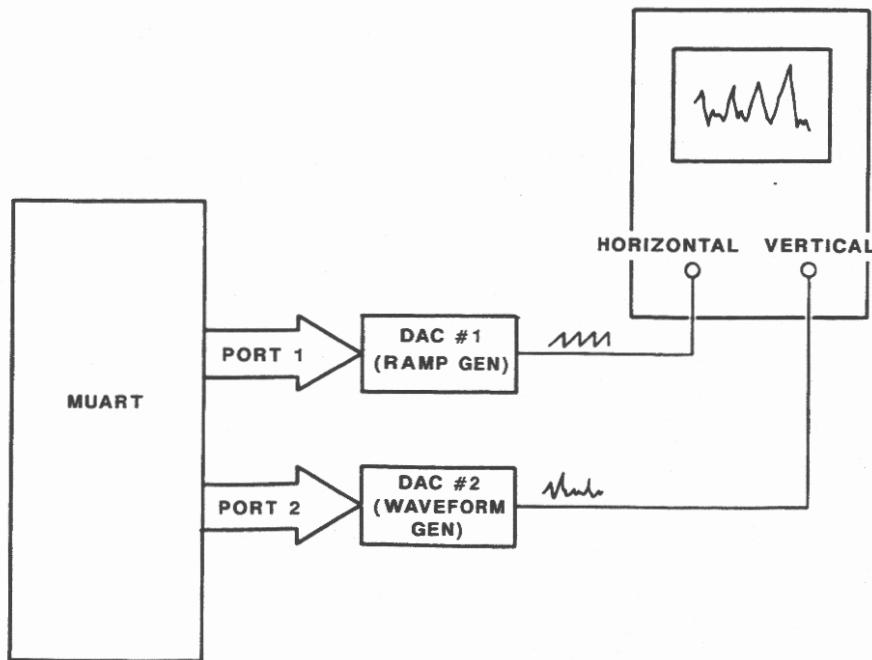 HORIZONTAL VERTICAL
MUART
PORT 1
DAC #1
(RAMP GEN)
PORT 2
DAC #2
(WAVEFORM
GEN)